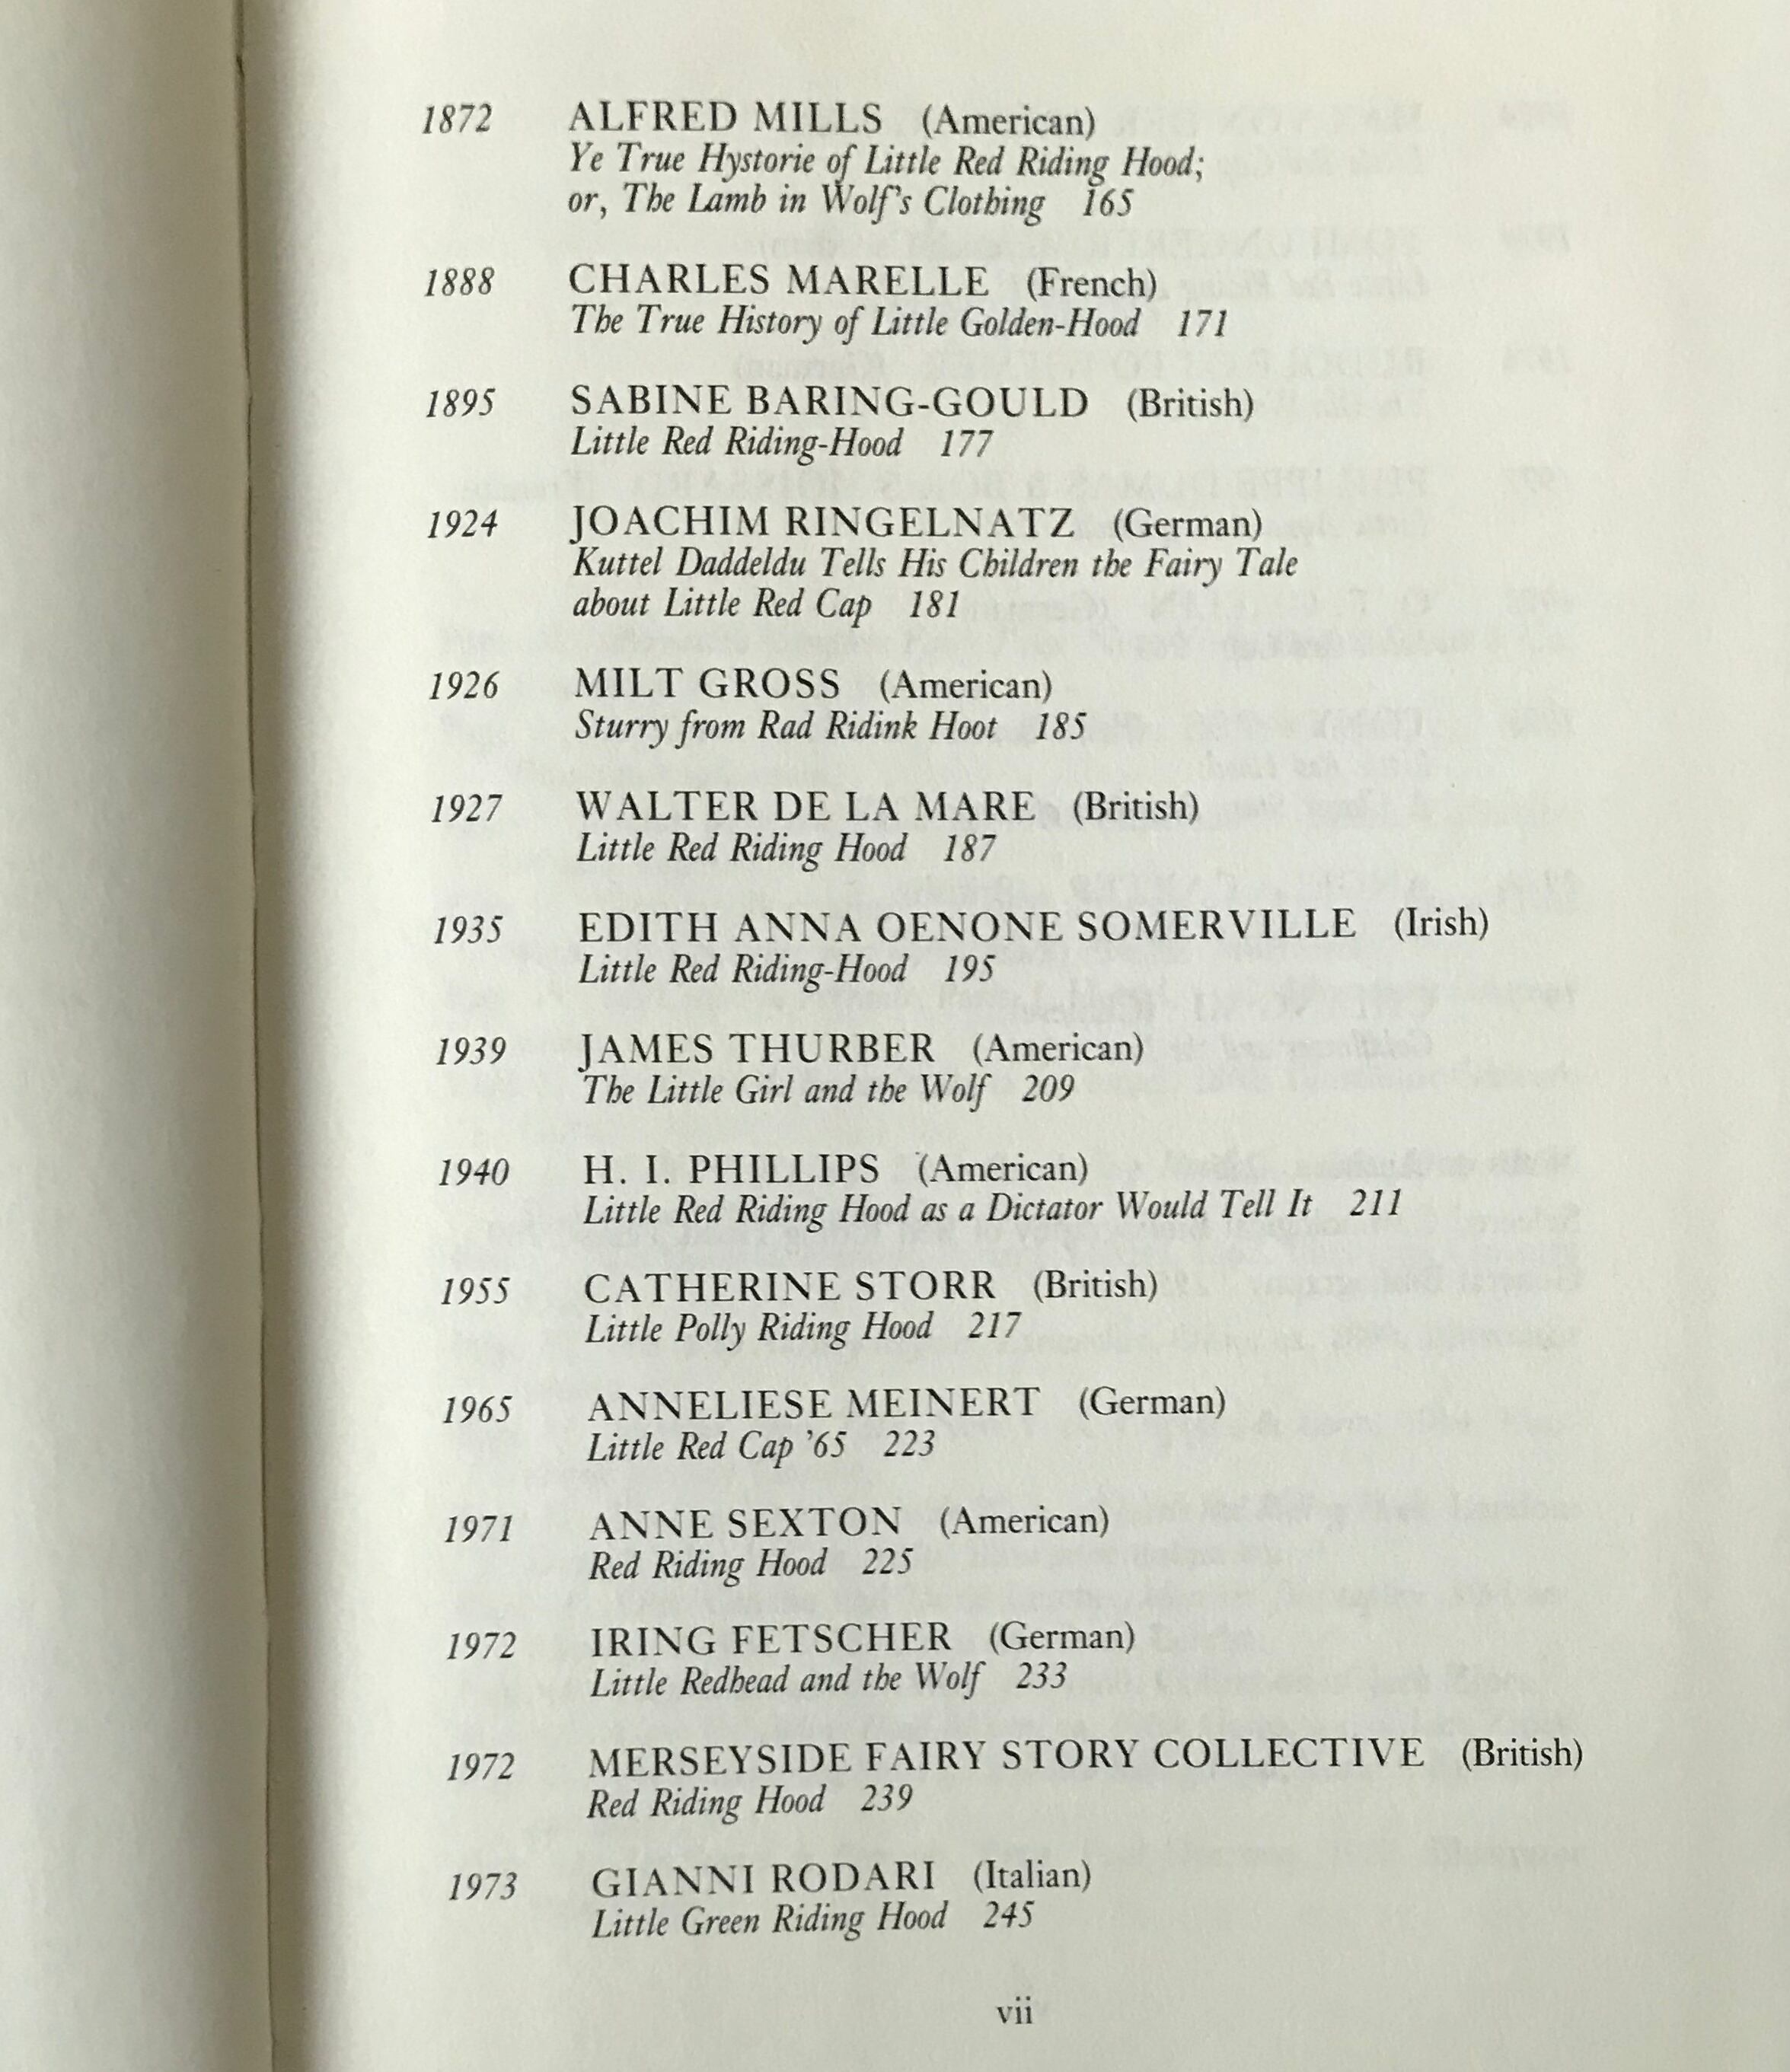 1872 ALFRED MILLS (American)
Ye True Hystorie of Little Red Riding Hood;
or, The Lamb in Wolf's Clothing 165
1888 CHARLES MARELLE (French)
The True History of Little Golden-Hood 171
1895 SABINE BARING-GOULD (British)
Little Red Riding-Hood 177
1924 JOACHIM RINGELNATZ (German)
Kuttel Daddeldu Tells His Children the Fairy Tale
about Little Red Cap 181
1926 MILT GROSS (American)
Sturry from Rad Ridink Hoot 185
1927 WALTER DE LA MARE (British)
Little Red Riding Hood 187
1935 EDITH ANNA OENONE SOMERVILLE (Irish)
Little Red Riding-Hood 195
1939 JAMES THURBER (American)
The Little Girl and the Wolf 209
1940 H. I. PHILLIPS (American)
Little Red Riding Hood as a Dictator Would Tell It 211
1955 CATHERINE STORR (British)
Little Polly Riding Hood 217
1965 ANNELIESE MEINERT (German)
Little Red Cap '65 223
1971 ANNE SEXTON (American)
Red Riding Hood 225
1972 IRING FETSCHER (German)
Little Redhead and the Wolf 233
1972 MERSEYSIDE FAIRY STORY COLLECTIVE (British)
Red Riding Hood 239
1973 GIANNI RODARI (Italian)
Little Green Riding Hood 245
vii